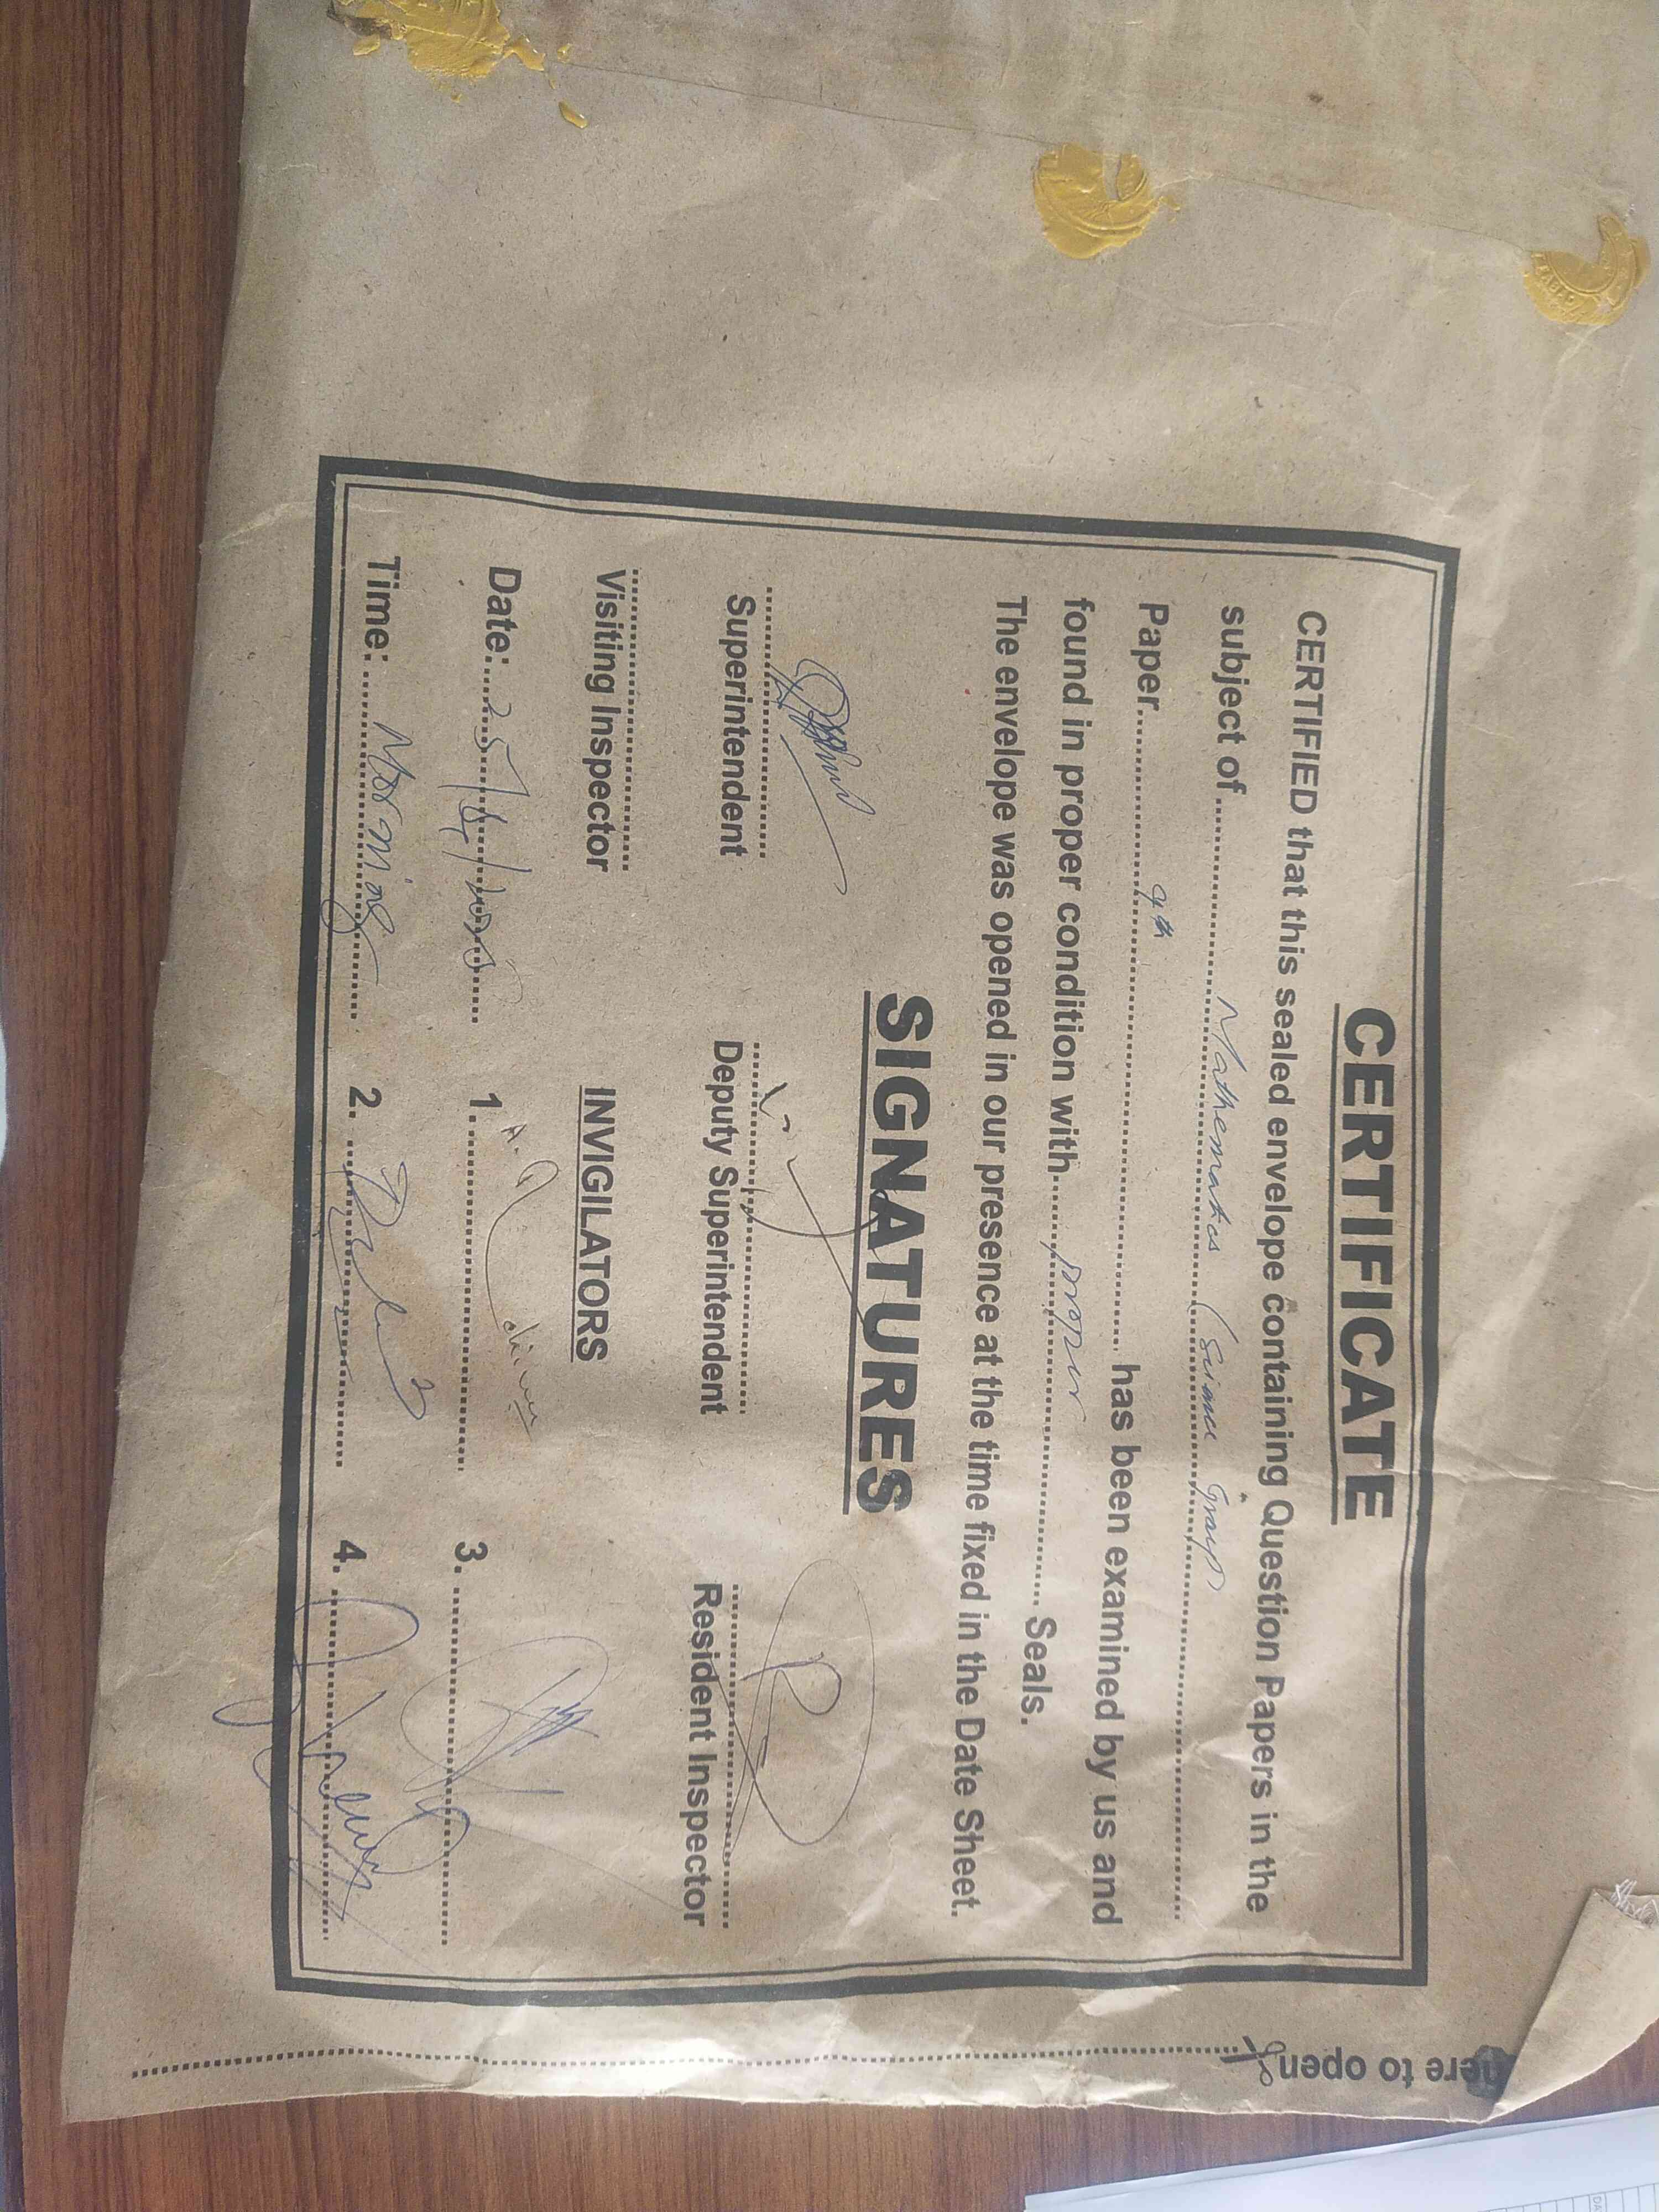 CERTIFICATE
CERTIFIED that this sealed envelope containing Question Papers in the
subject of Mathematics (Science Group)
Paper 9th has been examined by us and
found in proper condition with proper Seals.
The envelope was opened in our presence at the time fixed in the Date Sheet.
SIGNATURES
Superintendent Deputy Superintendent Resident Inspector
Visiting Inspector INVIGILATORS
Date: 25/4/2025 1. 3.
Time: Morning 2. 4.
here to open